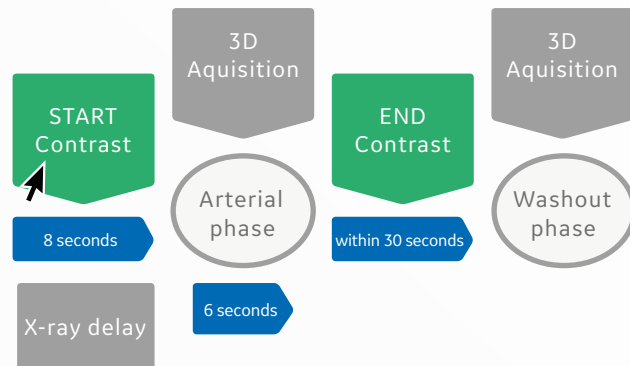 START
Contrast
8 seconds
X-ray delay
3D
Aquisition
Arterial
phase
6 seconds
END
Contrast
within 30 seconds
3D
Aquisition
Washout
phase